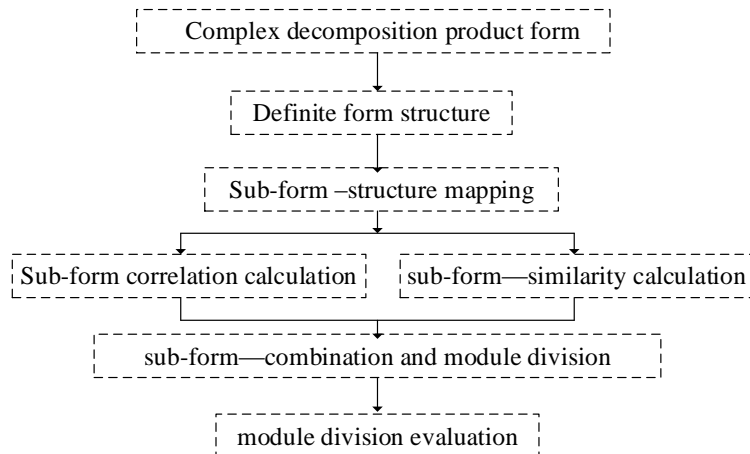 Complex decomposition product form
Definite form structure
Sub-form –structure mapping
Sub-form correlation calculation
sub-form—similarity calculation
sub-form—combination and module division
module division evaluation